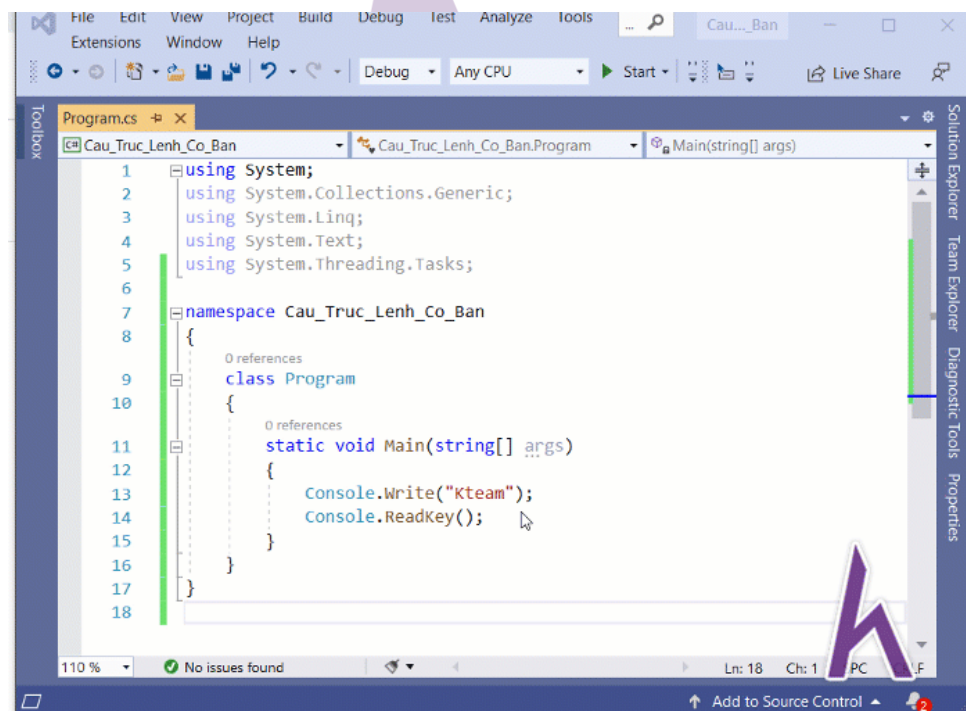 File Edit View Project Build Debug Test Analyze Tools ... Cau..._Ban
Extensions Window Help
Debug Any CPU Start Live Share
Toolbox
Program.cs
C# Cau_Truc_Lenh_Co_Ban Cau_Truc_Lenh_Co_Ban.Program Main(string[] args)
1 using System;
2 using System.Collections.Generic;
3 using System.Linq;
4 using System.Text;
5 using System.Threading.Tasks;
6
7 namespace Cau_Truc_Lenh_Co_Ban
8 {
0 references
9 class Program
10 {
0 references
11 static void Main(string[] args)
12 {
13 Console.Write("Kteam");
14 Console.ReadKey();
15 }
16 }
17 }
18
110 % No issues found Ln: 18 Ch: 1
Add to Source Control 2
Solution Explorer
Team Explorer
Diagnostic Tools
Properties